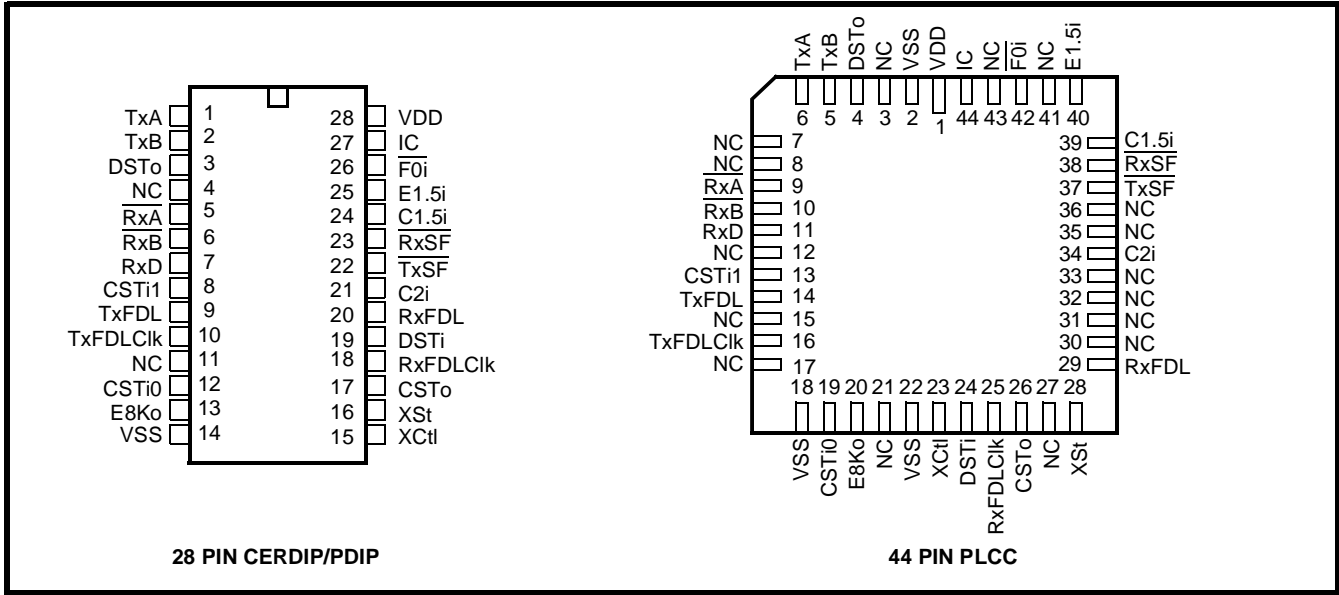 TxA 1 28 VDD
TxB 2 27 IC
DSTo 3 26 F0i
NC 4 25 E1.5i
RxA 5 24 C1.5i
RxB 6 23 RxSF
RxD 7 22 TxSF
CSTi1 8 21 C2i
TxFDL 9 20 RxFDL
TxFDLClk 10 19 DSTi
NC 11 18 RxFDLClk
CSTi0 12 17 CSTo
E8Ko 13 16 XSt
VSS 14 15 XCtl
28 PIN CERDIP/PDIP
TxA TxB DSTo NC VSS VDD IC NC F0i NC E1.5i
6 5 4 3 2 1 44 43 42 41 40
NC 7 39 C1.5i
NC 8 38 RxSF
RxA 9 37 TxSF
RxB 10 36 NC
RxD 11 35 NC
NC 12 34 C2i
CSTi1 13 33 NC
TxFDL 14 32 NC
NC 15 31 NC
TxFDLClk 16 30 NC
NC 17 29 RxFDL
18 19 20 21 22 23 24 25 26 27 28
VSS CSTi0 E8Ko NC VSS XCtl DSTi RxFDLClk CSTo NC XSt
44 PIN PLCC